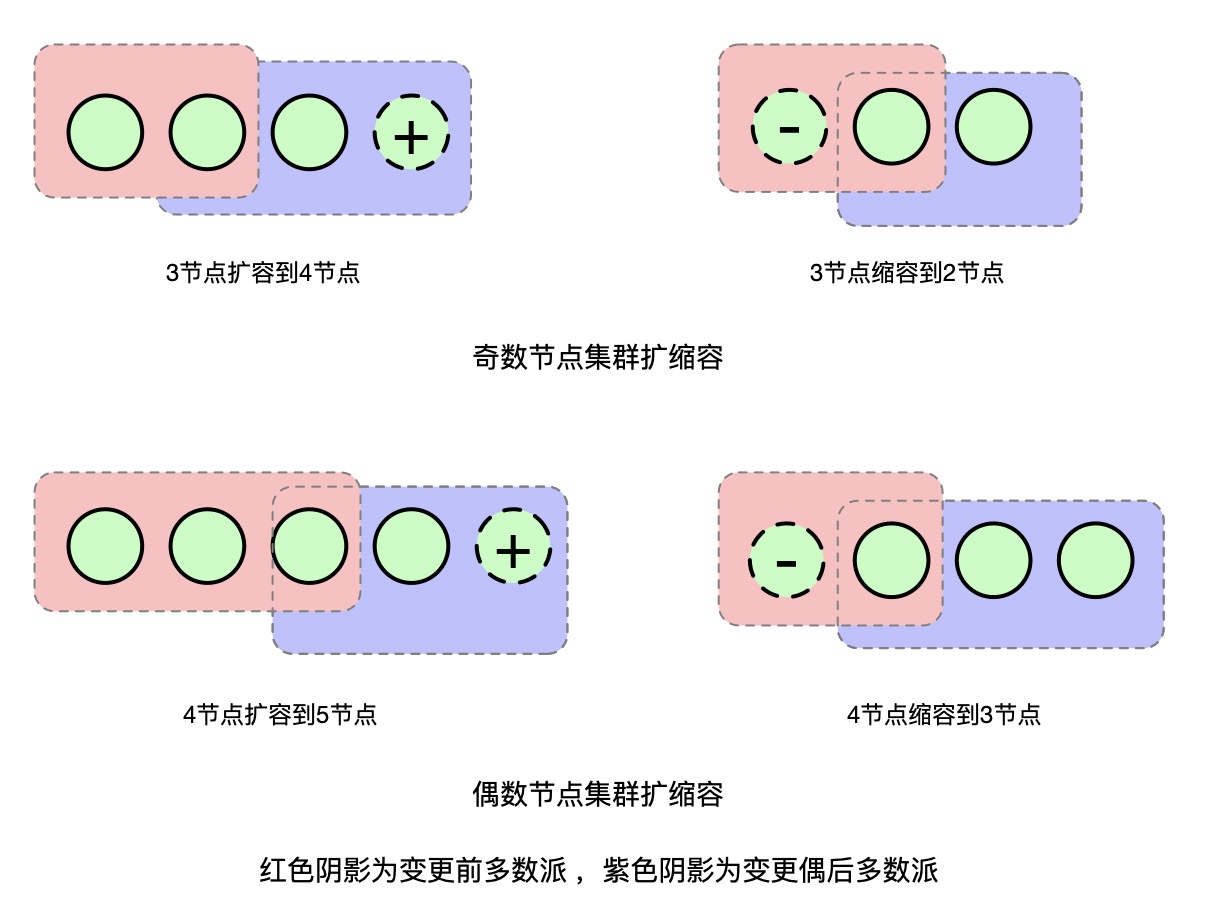 +
-
3节点扩容到4节点
3节点缩容到2节点
奇数节点集群扩缩容
+
-
4节点扩容到5节点
4节点缩容到3节点
偶数节点集群扩缩容
红色阴影为变更前多数派，紫色阴影为变更偶后多数派